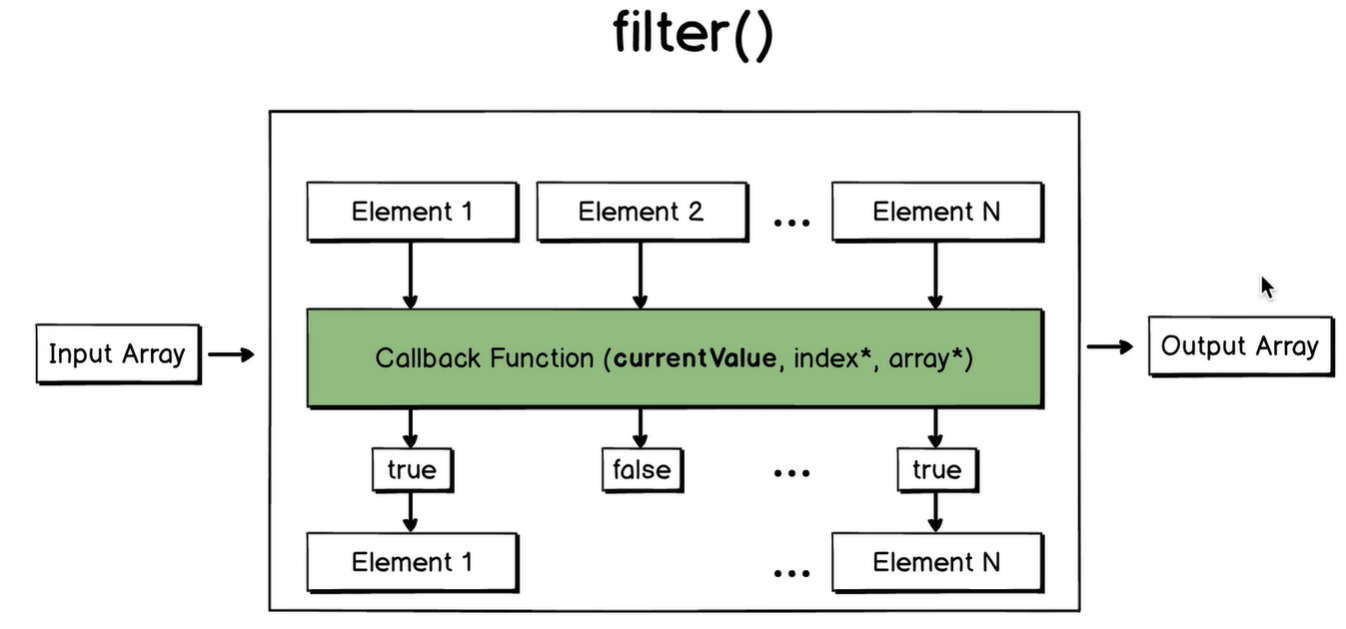 filter()
Element 1
Element 2
...
Element N
Input Array
Callback Function (currentValue, index*, array*)
Output Array
true
false
...
true
Element 1
...
Element N